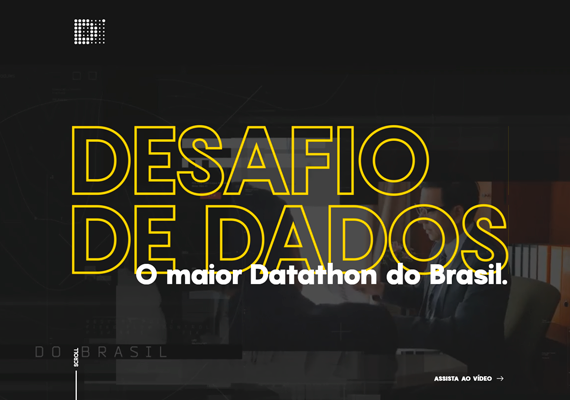 DESAFIO
DE DADOS
O maior Datathon do Brasil.
DO BRASIL
SCROLL
ASSISTA AO VÍDEO →